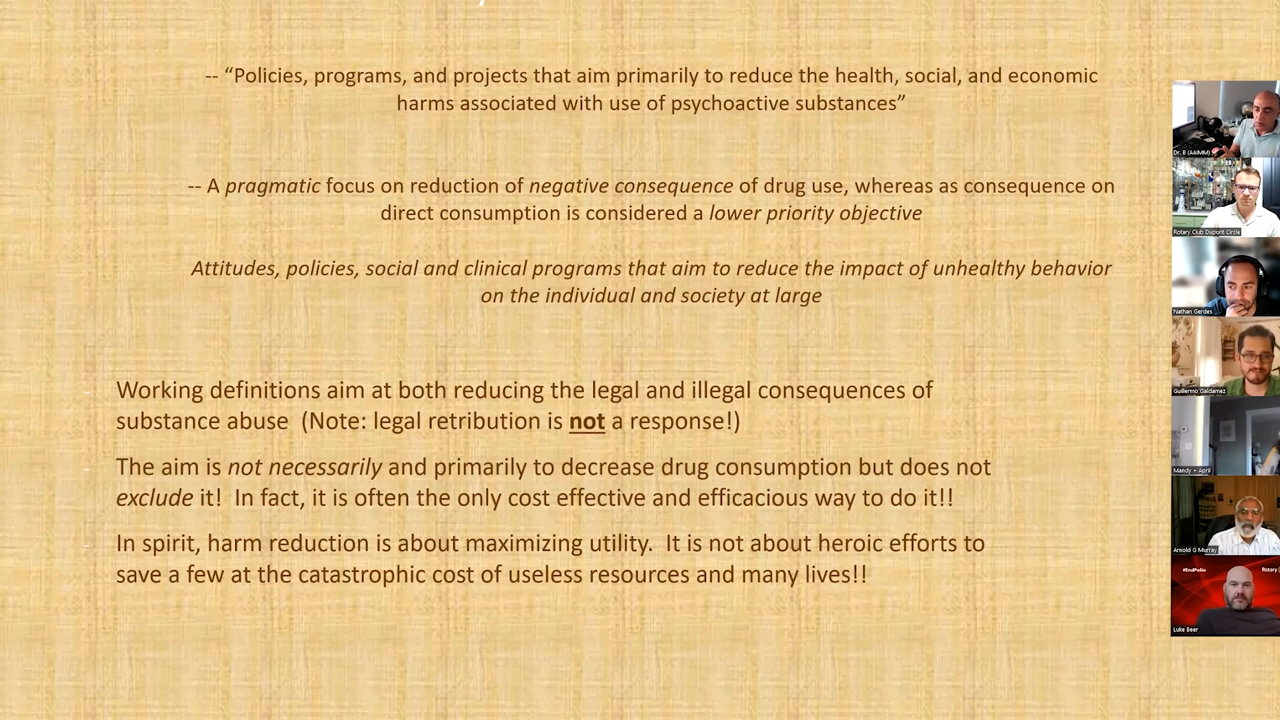 -- “Policies, programs, and projects that aim primarily to reduce the health, social, and economic
harms associated with use of psychoactive substances”
-- A pragmatic focus on reduction of negative consequence of drug use, whereas as consequence on
direct consumption is considered a lower priority objective
Attitudes, policies, social and clinical programs that aim to reduce the impact of unhealthy behavior
on the individual and society at large
Working definitions aim at both reducing the legal and illegal consequences of
substance abuse (Note: legal retribution is not a response!)
The aim is not necessarily and primarily to decrease drug consumption but does not
exclude it! In fact, it is often the only cost effective and efficacious way to do it!!
In spirit, harm reduction is about maximizing utility. It is not about heroic efforts to
save a few at the catastrophic cost of useless resources and many lives!!
Dr. B (AAIMM)
Rotary Club Dupont Circle
Nathan Gerdes
Guillermo Galdamez
Mandy + April
Arnold G Murray
#EndPolio
Rotary
Luke Beer